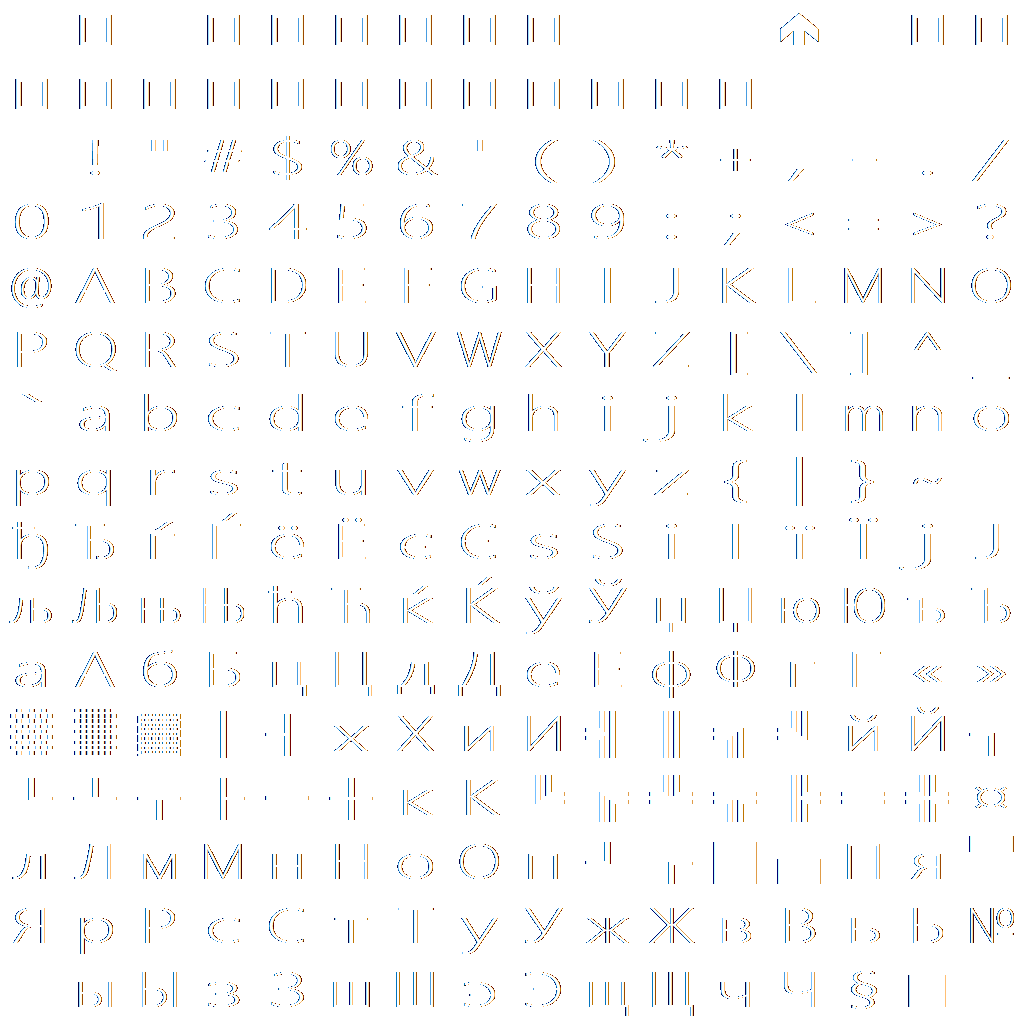 ! " # $ % & ' ( ) * + , - . /
0 1 2 3 4 5 6 7 8 9 : ; < = > ?
@ A B C D E F G H I J K L M N O
P Q R S T U V W X Y Z [ \ ] ^ _
` a b c d e f g h i j k l m n o
p q r s t u v w x y z { | } ~
ђ Ђ ѓ Ѓ ё Ё є Є ѕ Ѕ і І ї Ї ј Ј
љ Љ њ Њ ћ Ћ ќ Ќ ў Ў џ Џ ю Ю ъ Ъ
а А б Б ц Ц д Д е Е ф Ф г Г « »
░ ▒ ▓ │ ┤ х Х и И ╣ ║ ╗ ╝ й Й ┐
└ ┴ ┬ ├ ─ ┼ к К ╚ ╔ ╩ ╦ ╠ ═ ╬ ¤
л Л м М н Н о О п ┘ ┌ █ ▄ П я ▀
Я р Р с С т Т у У ж Ж в В ь Ь №
ы Ы з З ш Ш э Э щ Щ ч Ч § ■